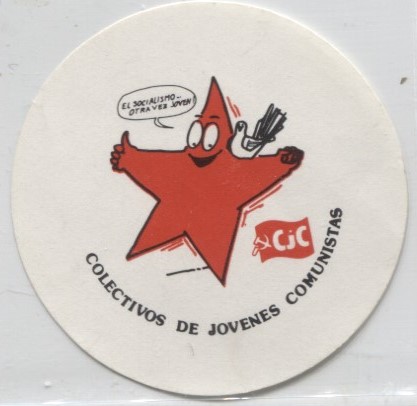 EL SOCIALISMO...
OTRA VEZ JOVEN!
CJC
COLECTIVOS DE JOVENES COMUNISTAS